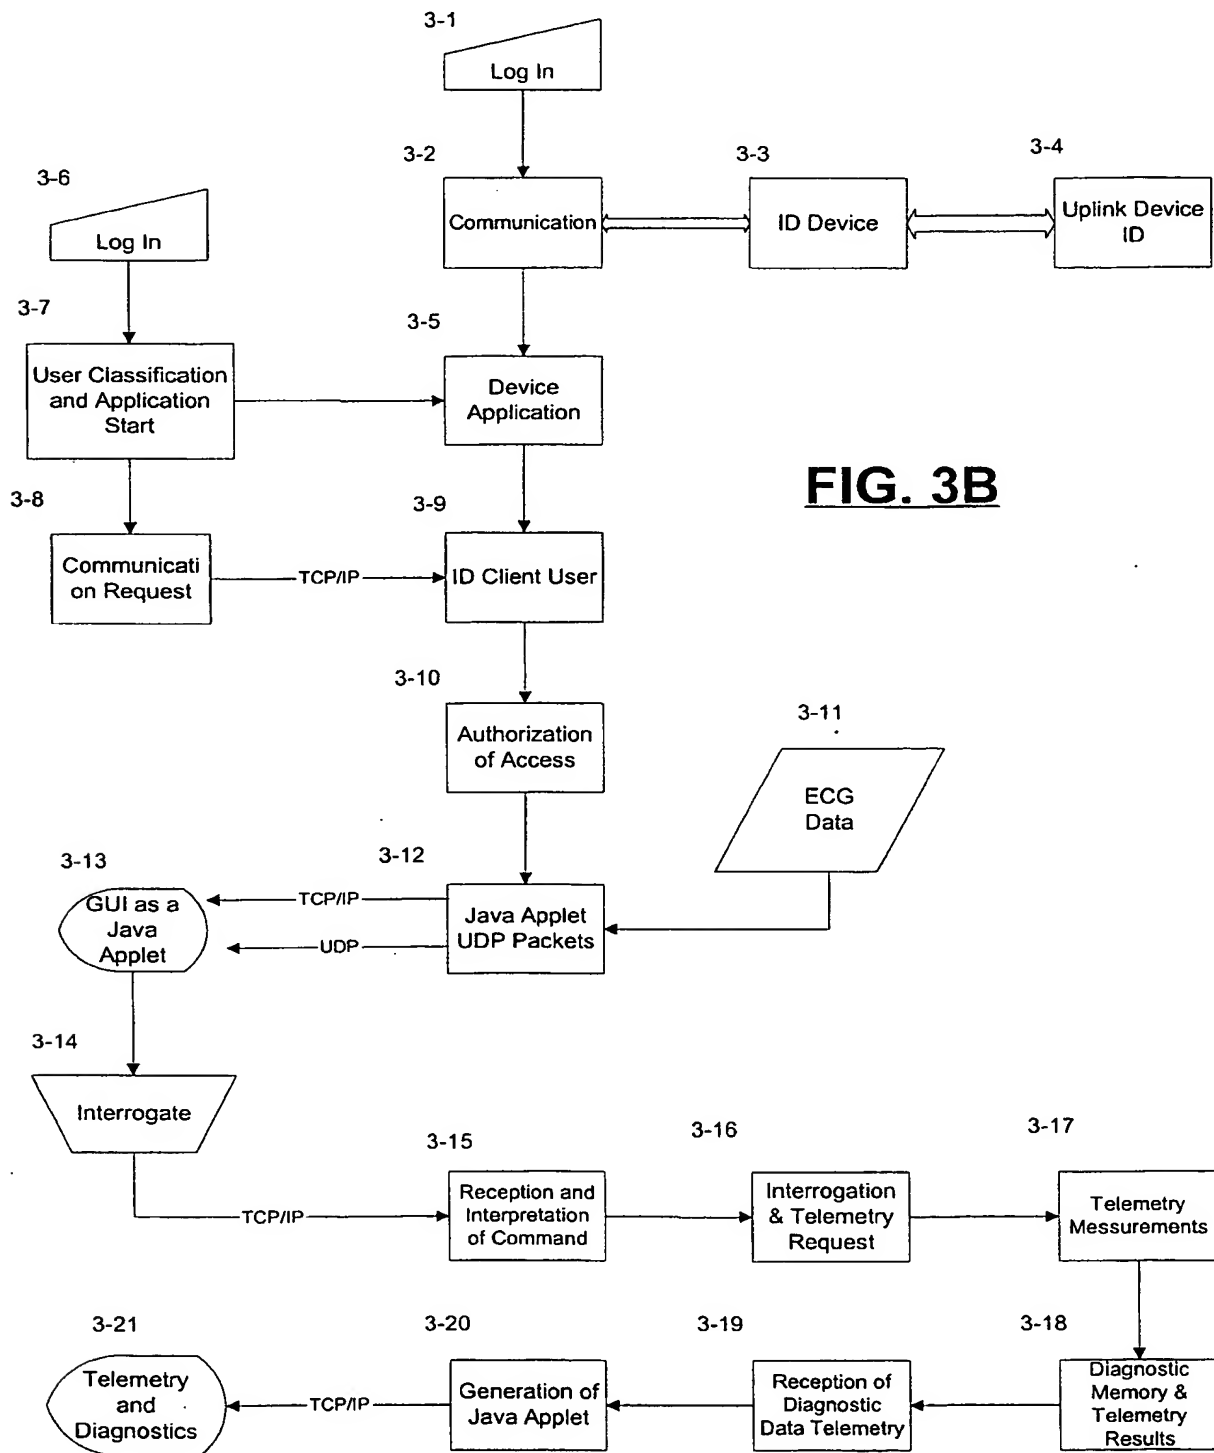 3-1
Log In
3-2
3-3
3-4
3-6
Communication
ID Device
Uplink Device
ID
Log In
3-7
3-5
User Classification
and Application
Start
Device
Application
FIG. 3B
3-8
3-9
Communicati
on Request
TCP/IP
ID Client User
3-10
3-11
Authorization
of Access
ECG
Data
3-13
3-12
GUI as a
Java
Applet
TCP/IP
UDP
Java Applet
UDP Packets
3-14
Interrogate
3-15
3-16
3-17
TCP/IP
Reception and
Interpretation
of Command
Interrogation
& Telemetry
Request
Telemetry
Messurements
3-21
3-20
3-19
3-18
Telemetry
and
Diagnostics
TCP/IP
Generation of
Java Applet
Reception of
Diagnostic
Data Telemetry
Diagnostic
Memory &
Telemetry
Results